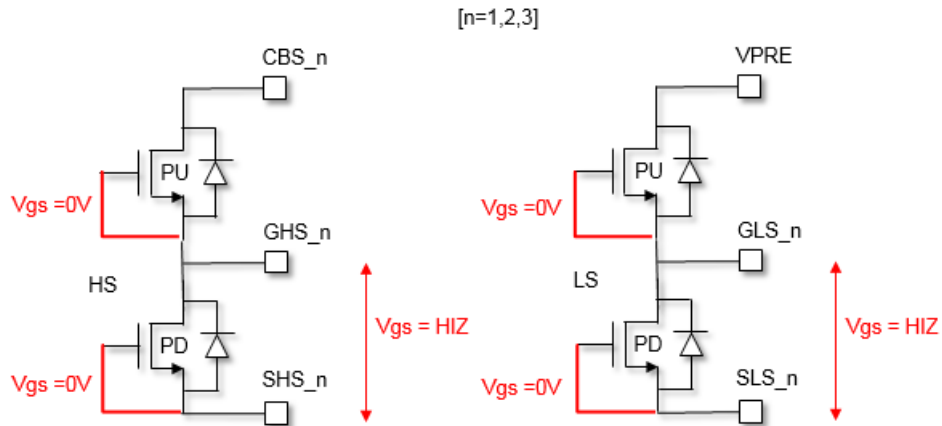 [n=1,2,3]
CBS_n
VPRE
PU
PU
Vgs =0V
Vgs =0V
GHS_n
GLS_n
HS
LS
Vgs = HIZ
Vgs = HIZ
PD
PD
Vgs =0V
Vgs =0V
SHS_n
SLS_n